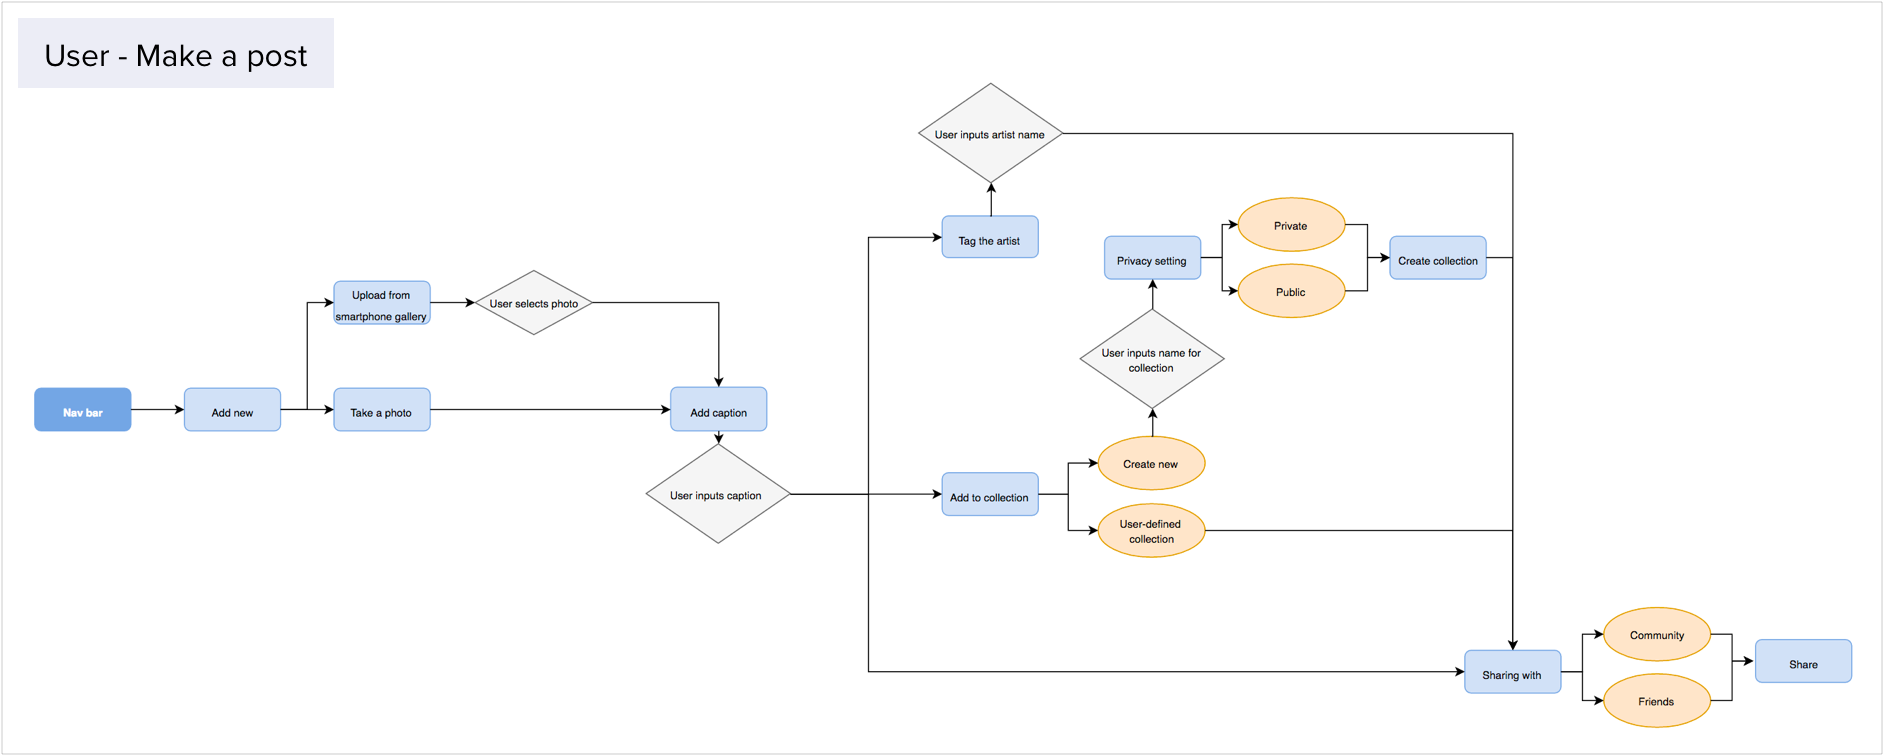 User - Make a post
User inputs artist name
Tag the artist
Private
Privacy setting
Create collection
Public
Upload from
smartphone gallery
User selects photo
User inputs name for
collection
Nav bar
Add new
Take a photo
Add caption
Create new
User inputs caption
Add to collection
User-defined
collection
Community
Sharing with
Share
Friends